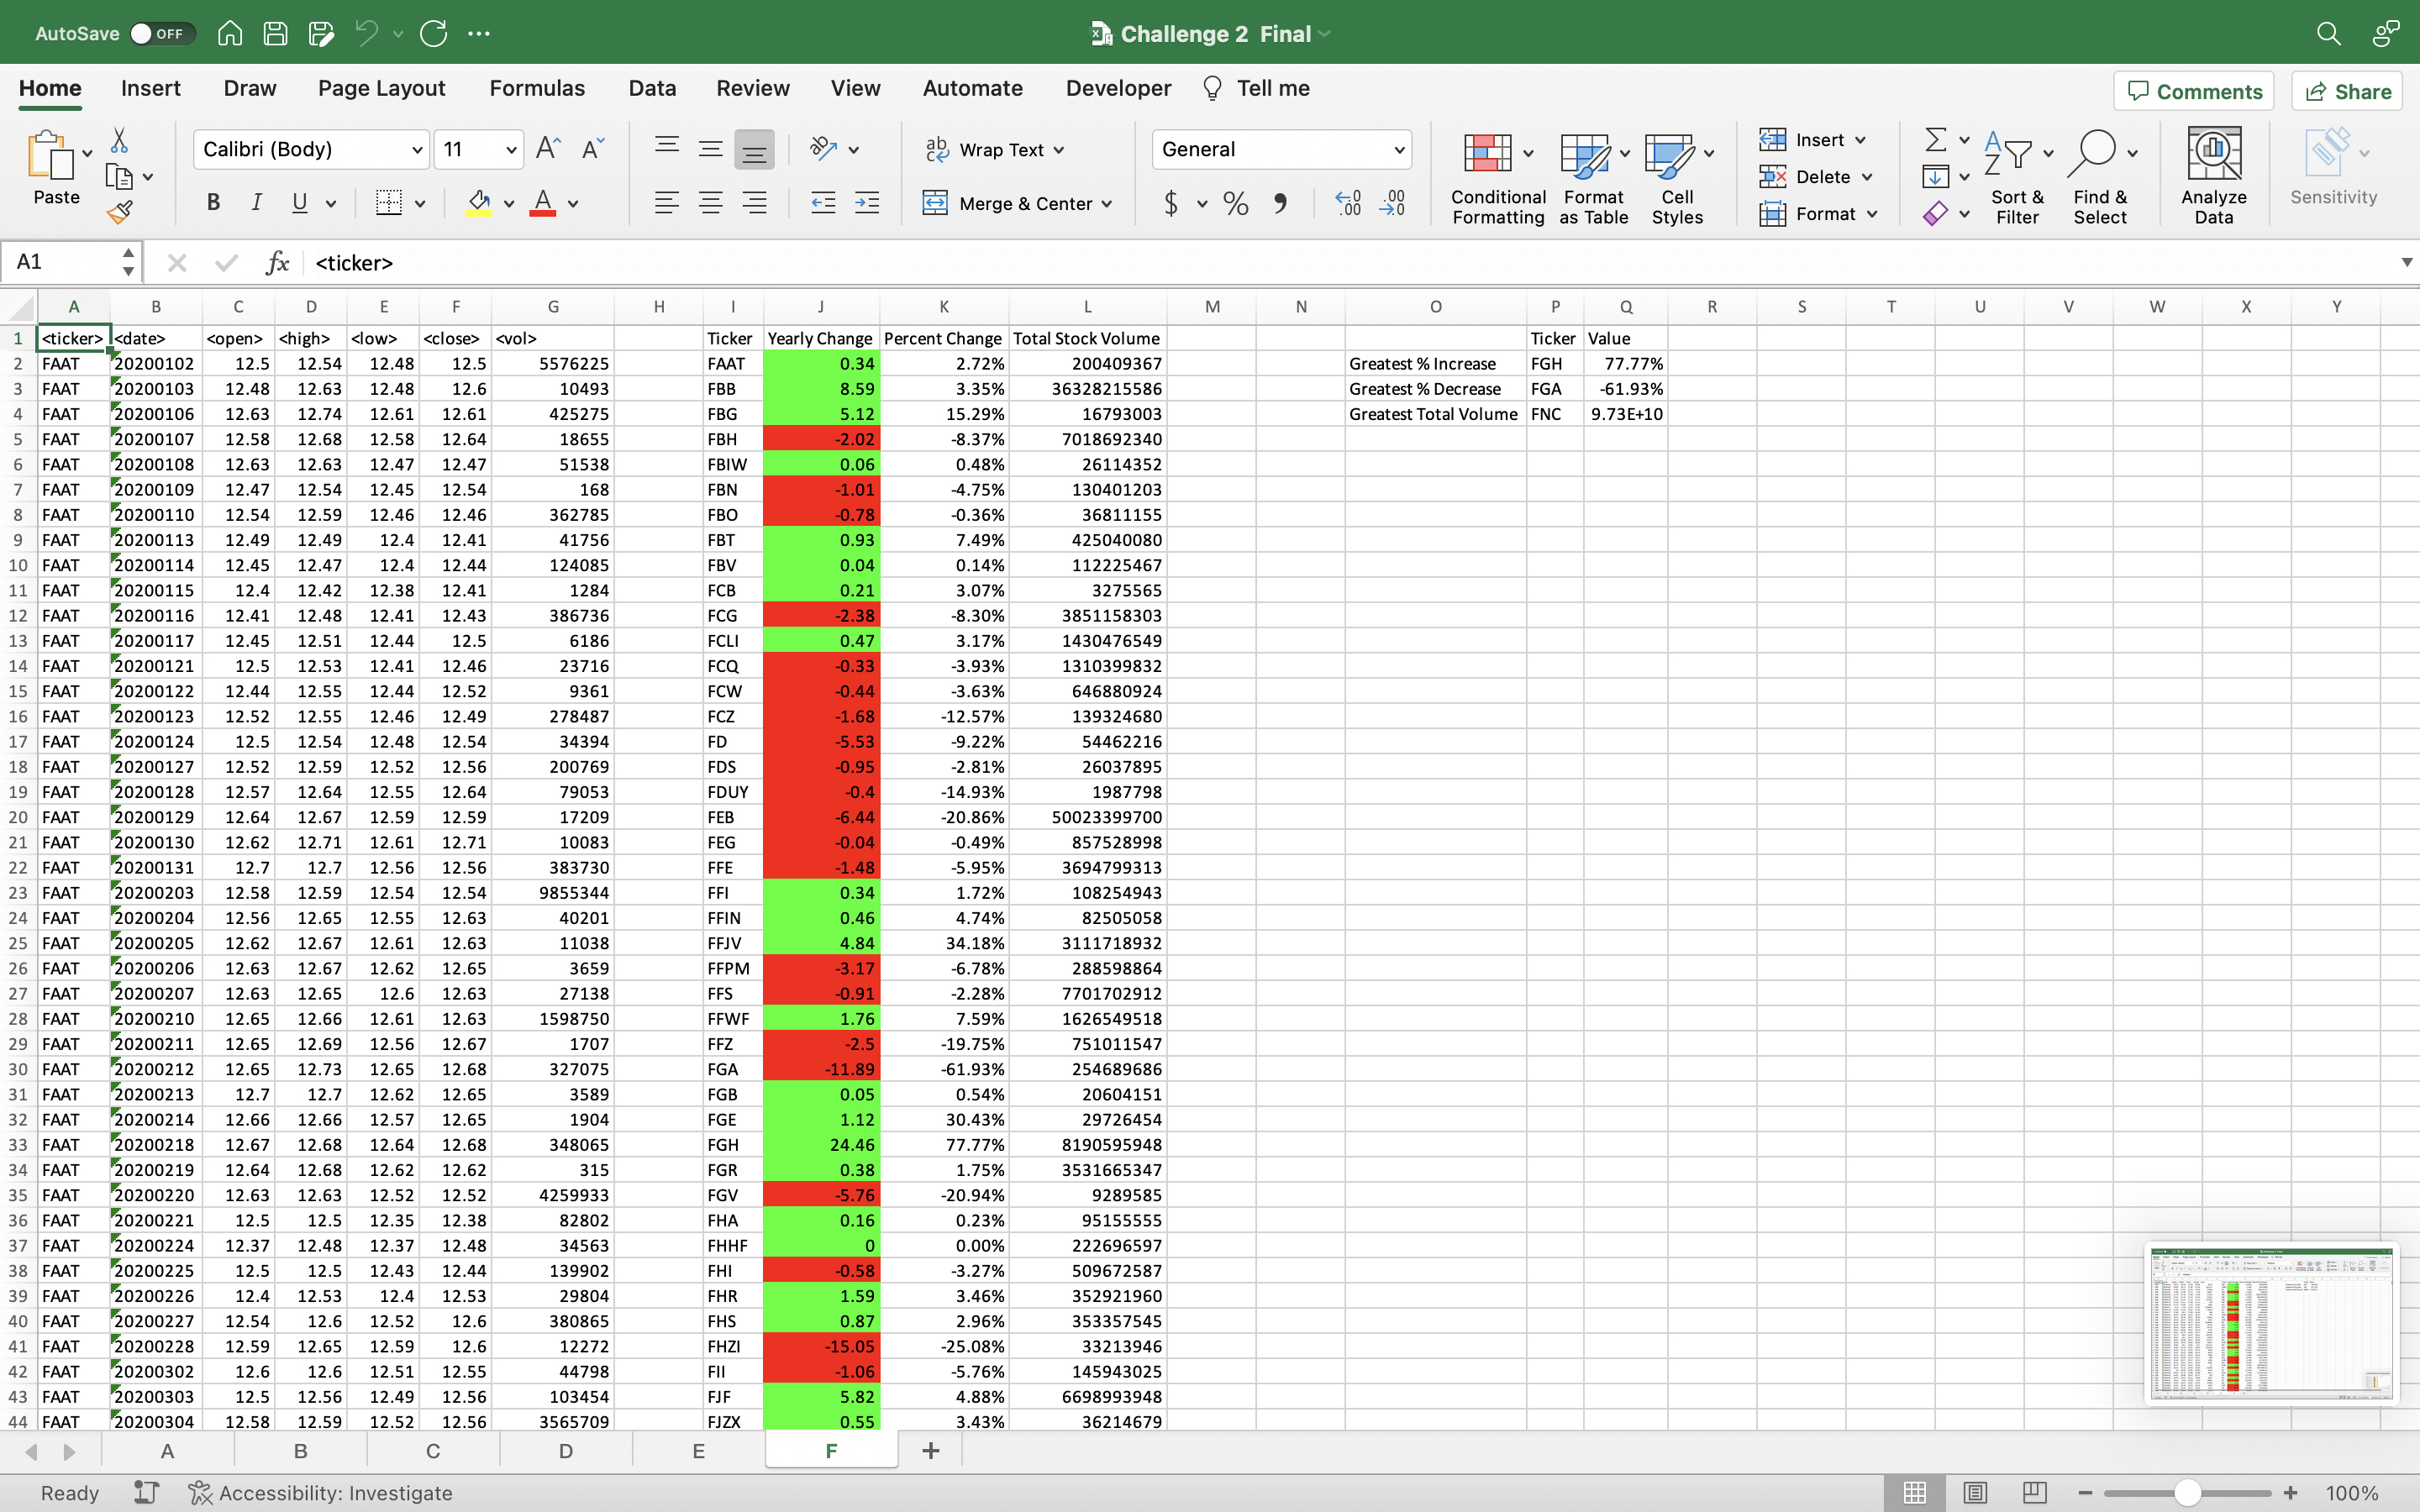 AutoSave OFF Challenge 2 Final
Home Insert Draw Page Layout Formulas Data Review View Automate Developer Tell me Comments Share
Paste Calibri (Body) 11 Wrap Text General Conditional Formatting Format as Table Cell Styles Insert Sort & Filter Find & Select Analyze Data Sensitivity
Delete
B I U Merge & Center $ % Format
A1 fx <ticker>
A B C D E F G H I J K L M N O P Q R S T U V W X Y
1 <ticker> <date> <open> <high> <low> <close> <vol> Ticker Yearly Change Percent Change Total Stock Volume Ticker Value
2 FAAT 20200102 12.5 12.54 12.48 12.5 5576225 FAAT 0.34 2.72% 200409367 Greatest % Increase FGH 77.77%
3 FAAT 20200103 12.48 12.63 12.48 12.6 10493 FBB 8.59 3.35% 36328215586 Greatest % Decrease FGA -61.93%
4 FAAT 20200106 12.63 12.74 12.61 12.61 425275 FBG 5.12 15.29% 16793003 Greatest Total Volume FNC 9.73E+10
5 FAAT 20200107 12.58 12.68 12.58 12.64 18655 FBH -2.02 -8.37% 7018692340
6 FAAT 20200108 12.63 12.63 12.47 12.47 51538 FBIW 0.06 0.48% 26114352
7 FAAT 20200109 12.47 12.54 12.45 12.54 168 FBN -1.01 -4.75% 130401203
8 FAAT 20200110 12.54 12.59 12.46 12.46 362785 FBO -0.78 -0.36% 36811155
9 FAAT 20200113 12.49 12.49 12.4 12.41 41756 FBT 0.93 7.49% 425040080
10 FAAT 20200114 12.45 12.47 12.4 12.44 124085 FBV 0.04 0.14% 112225467
11 FAAT 20200115 12.4 12.42 12.38 12.41 1284 FCB 0.21 3.07% 3275565
12 FAAT 20200116 12.41 12.48 12.41 12.43 386736 FCG -2.38 -8.30% 3851158303
13 FAAT 20200117 12.45 12.51 12.44 12.5 6186 FCLI 0.47 3.17% 1430476549
14 FAAT 20200121 12.5 12.53 12.41 12.46 23716 FCQ -0.33 -3.93% 1310399832
15 FAAT 20200122 12.44 12.55 12.44 12.52 9361 FCW -0.44 -3.63% 646880924
16 FAAT 20200123 12.52 12.55 12.46 12.49 278487 FCZ -1.68 -12.57% 139324680
17 FAAT 20200124 12.5 12.54 12.48 12.54 34394 FD -5.53 -9.22% 54462216
18 FAAT 20200127 12.52 12.59 12.52 12.56 200769 FDS -0.95 -2.81% 26037895
19 FAAT 20200128 12.57 12.64 12.55 12.64 79053 FDUY -0.4 -14.93% 1987798
20 FAAT 20200129 12.64 12.67 12.59 12.59 17209 FEB -6.44 -20.86% 50023399700
21 FAAT 20200130 12.62 12.71 12.61 12.71 10083 FEG -0.04 -0.49% 857528998
22 FAAT 20200131 12.7 12.7 12.56 12.56 383730 FFE -1.48 -5.95% 3694799313
23 FAAT 20200203 12.58 12.59 12.54 12.54 9855344 FFI 0.34 1.72% 108254943
24 FAAT 20200204 12.56 12.65 12.55 12.63 40201 FFIN 0.46 4.74% 82505058
25 FAAT 20200205 12.62 12.67 12.61 12.63 11038 FFJV 4.84 34.18% 3111718932
26 FAAT 20200206 12.63 12.67 12.62 12.65 3659 FFPM -3.17 -6.78% 288598864
27 FAAT 20200207 12.63 12.65 12.6 12.63 27138 FFS -0.91 -2.28% 7701702912
28 FAAT 20200210 12.65 12.66 12.61 12.63 1598750 FFWF 1.76 7.59% 1626549518
29 FAAT 20200211 12.65 12.69 12.56 12.67 1707 FFZ -2.5 -19.75% 751011547
30 FAAT 20200212 12.65 12.73 12.65 12.68 327075 FGA -11.89 -61.93% 254689686
31 FAAT 20200213 12.7 12.7 12.62 12.65 3589 FGB 0.05 0.54% 20604151
32 FAAT 20200214 12.66 12.66 12.57 12.65 1904 FGE 1.12 30.43% 29726454
33 FAAT 20200218 12.67 12.68 12.64 12.68 348065 FGH 24.46 77.77% 8190595948
34 FAAT 20200219 12.64 12.68 12.62 12.62 315 FGR 0.38 1.75% 3531665347
35 FAAT 20200220 12.63 12.63 12.52 12.52 4259933 FGV -5.76 -20.94% 9289585
36 FAAT 20200221 12.5 12.5 12.35 12.38 82802 FHA 0.16 0.23% 95155555
37 FAAT 20200224 12.37 12.48 12.37 12.48 34563 FHHF 0 0.00% 222696597
38 FAAT 20200225 12.5 12.5 12.43 12.44 139902 FHI -0.58 -3.27% 509672587
39 FAAT 20200226 12.4 12.53 12.4 12.53 29804 FHR 1.59 3.46% 352921960
40 FAAT 20200227 12.54 12.6 12.52 12.6 380865 FHS 0.87 2.96% 353357545
41 FAAT 20200228 12.59 12.65 12.59 12.6 12272 FHZI -15.05 -25.08% 33213946
42 FAAT 20200302 12.6 12.6 12.51 12.55 44798 FII -1.06 -5.76% 145943025
43 FAAT 20200303 12.5 12.56 12.49 12.56 103454 FJF 5.82 4.88% 6698993948
44 FAAT 20200304 12.58 12.59 12.52 12.56 3565709 FJZX 0.55 3.43% 36214679
A B C D E F +
Ready Accessibility: Investigate 100%